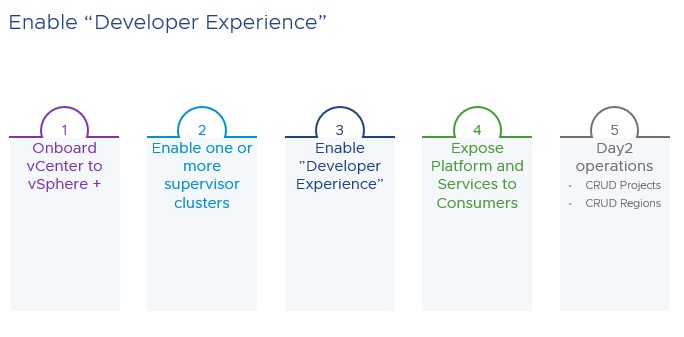 Enable “Developer Experience”
1
Onboard
vCenter to
vSphere +
2
Enable one or
more
supervisor
clusters
3
Enable
”Developer
Experience”
4
Expose
Platform and
Services to
Consumers
5
Day2
operations
- CRUD Projects
- CRUD Regions